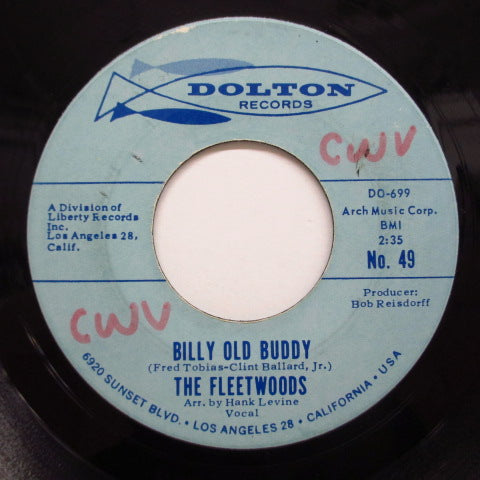 DOLTON
RECORDS
CWV
A Division of
Liberty Records
Inc.
Los Angeles 28,
Calif.
DO-699
Arch Music Corp.
BMI
2:35
No. 49
Producer:
Bob Reisdorff
CWV
BILLY OLD BUDDY
(Fred Tobias-Clint Ballard, Jr.)
THE FLEETWOODS
Arr. by Hank Levine
Vocal
6920 SUNSET BLVD. • LOS ANGELES 28 • CALIFORNIA • USA